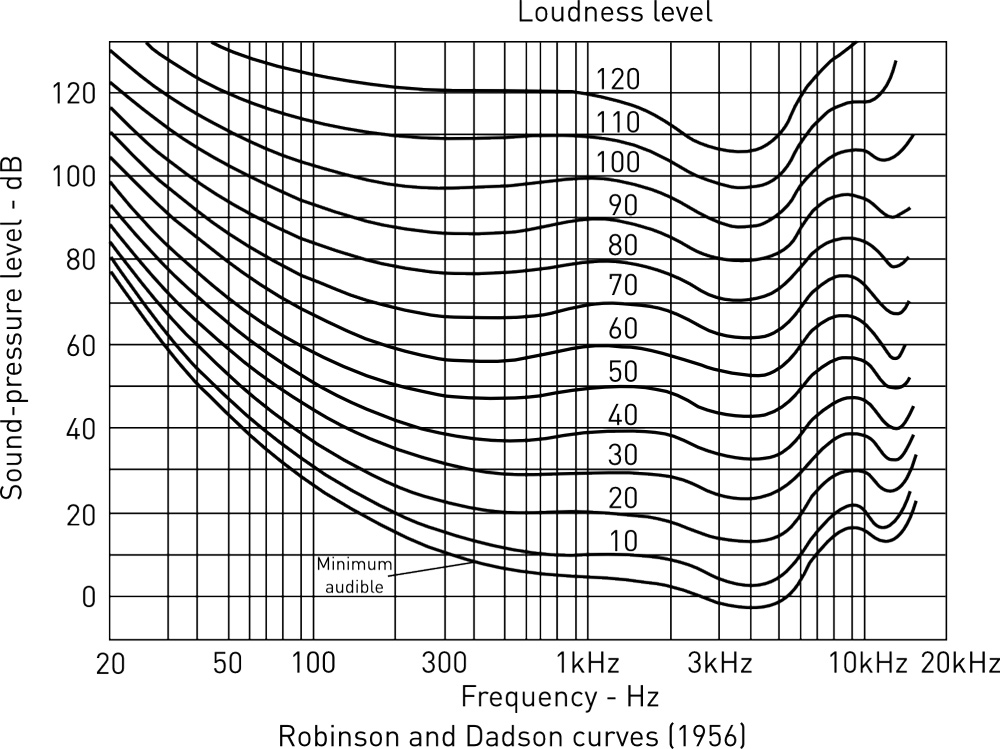 Loudness level
Sound-pressure level - dB
120
100
80
60
40
20
0
120
110
100
90
80
70
60
50
40
30
20
10
Minimum
audible
20 50 100 300 1kHz 3kHz 10kHz 20kHz
Frequency - Hz
Robinson and Dadson curves (1956)